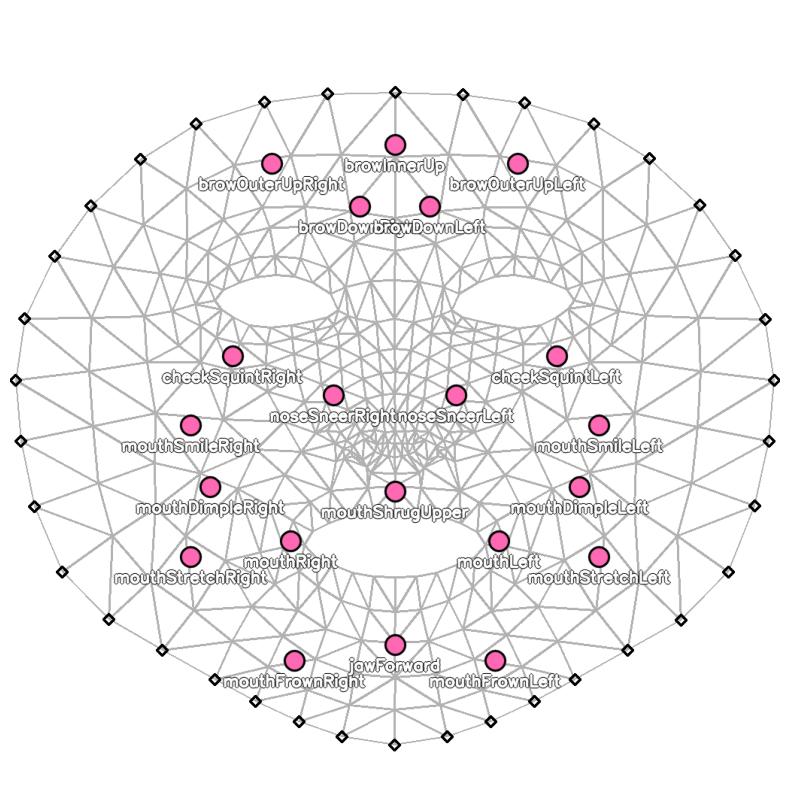 browInnerUp
browOuterUpRight
browOuterUpLeft
browDownLeft
cheekSquintRight
cheekSquintLeft
noseSneerRight
noseSneerLeft
mouthSmileRight
mouthSmileLeft
mouthDimpleRight
mouthShrugUpper
mouthDimpleLeft
mouthRight
mouthLeft
mouthStretchRight
mouthStretchLeft
jawForward
mouthFrownRight
mouthFrownLeft